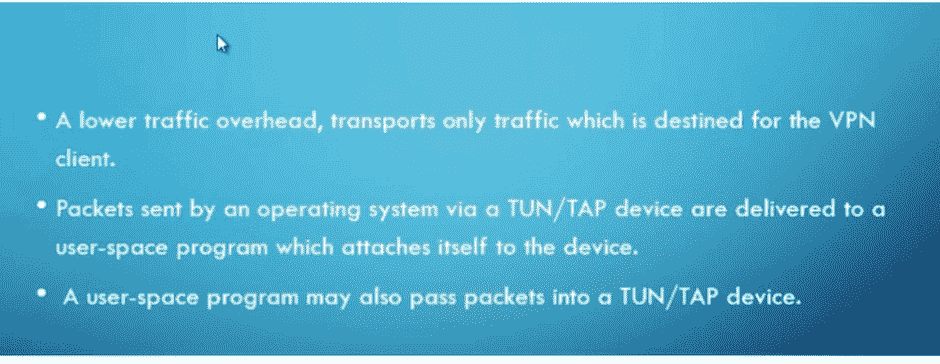 • A lower traffic overhead, transports only traffic which is destined for the VPN
client.
• Packets sent by an operating system via a TUN/TAP device are delivered to a
user-space program which attaches itself to the device.
• A user-space program may also pass packets into a TUN/TAP device.